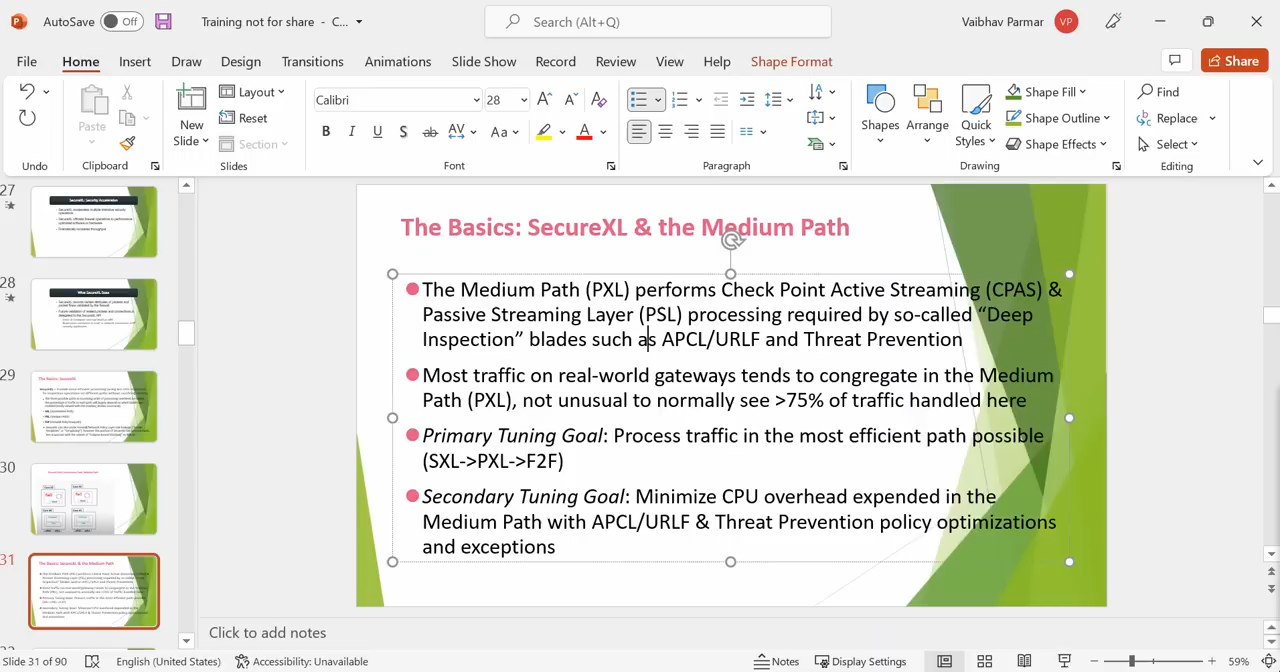 AutoSave Off Training not for share - C... Search (Alt+Q) Vaibhav Parmar VP
File Home Insert Draw Design Transitions Animations Slide Show Record Review View Help Shape Format Share
Paste New Slide Layout Reset Section Calibri 28 B I U S ab AV Aa A Shapes Arrange Quick Styles Shape Fill Shape Outline Shape Effects Find Replace Select
Undo Clipboard Slides Font Paragraph Drawing Editing
27
28
29
30
31
The Basics: SecureXL & the Medium Path
The Medium Path (PXL) performs Check Point Active Streaming (CPAS) &
Passive Streaming Layer (PSL) processing required by so-called “Deep
Inspection” blades such as APCL/URLF and Threat Prevention
Most traffic on real-world gateways tends to congregate in the Medium
Path (PXL), not unusual to normally see >75% of traffic handled here
Primary Tuning Goal: Process traffic in the most efficient path possible
(SXL->PXL->F2F)
Secondary Tuning Goal: Minimize CPU overhead expended in the
Medium Path with APCL/URLF & Threat Prevention policy optimizations
and exceptions
Click to add notes
Slide 31 of 90 English (United States) Accessibility: Unavailable Notes Display Settings 59%